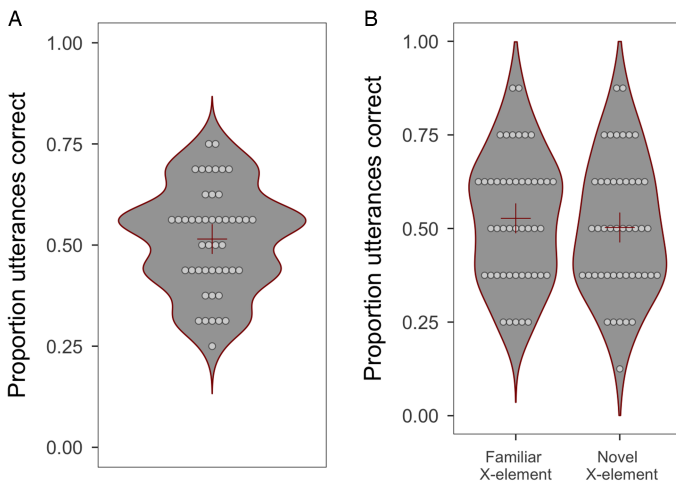 A
Proportion utterances correct
1.00
0.75
0.50
0.25
0.00
B
Proportion utterances correct
1.00
0.75
0.50
0.25
0.00
Familiar
X-element
Novel
X-element